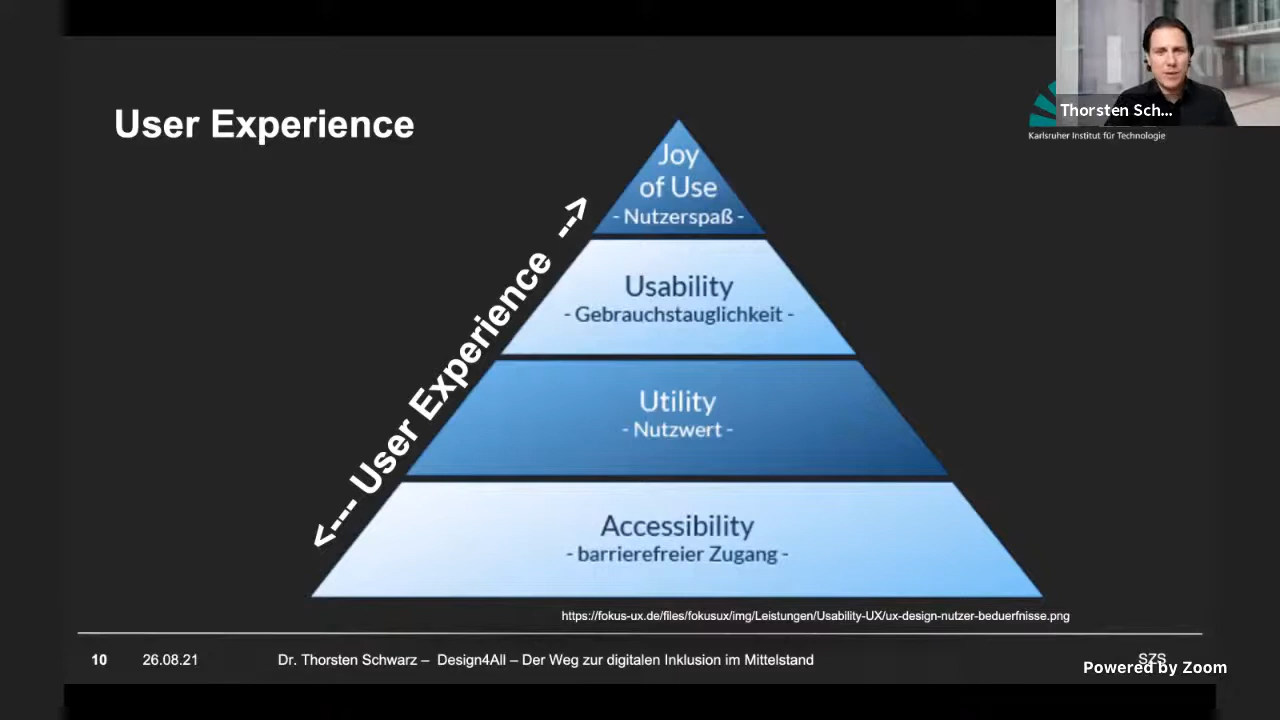 User Experience
Thorsten Sch...
Karlsruher Institut für Technologie
Joy
of Use
- Nutzerspaß -
<---- User Experience -->
Usability
- Gebrauchstauglichkeit -
Utility
- Nutzwert -
Accessibility
- barrierefreier Zugang -
https://fokus-ux.de/files/fokusux/img/Leistungen/Usability-UX/ux-design-nutzer-beduerfnisse.png
10 26.08.21 Dr. Thorsten Schwarz – Design4All – Der Weg zur digitalen Inklusion im Mittelstand SZS
Powered by Zoom